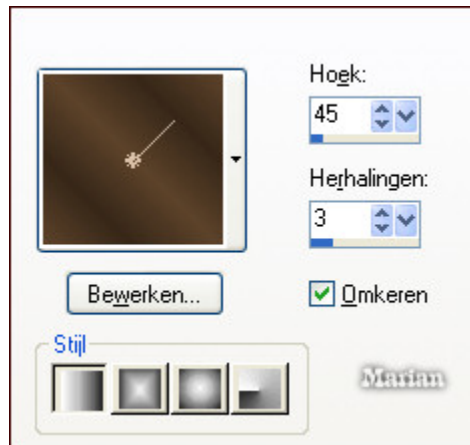 Hoek:
45
Herhalingen:
3
Bewerken...
Omkeren
Stijl
Marian